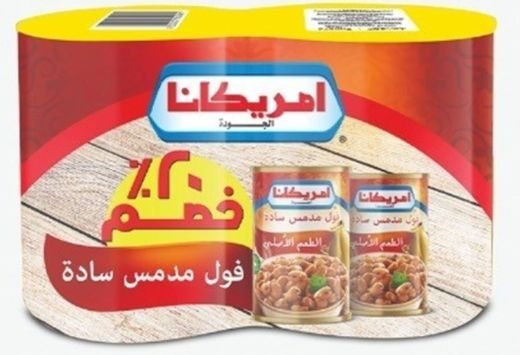 امريكانا
الجودة
®
٢٠٪
خصم
فول مدمس سادة
امريكانا
فول مدمس سادة
الطعم الأصلي
امريكانا
فول مدمس سادة
الطعم الأصلي